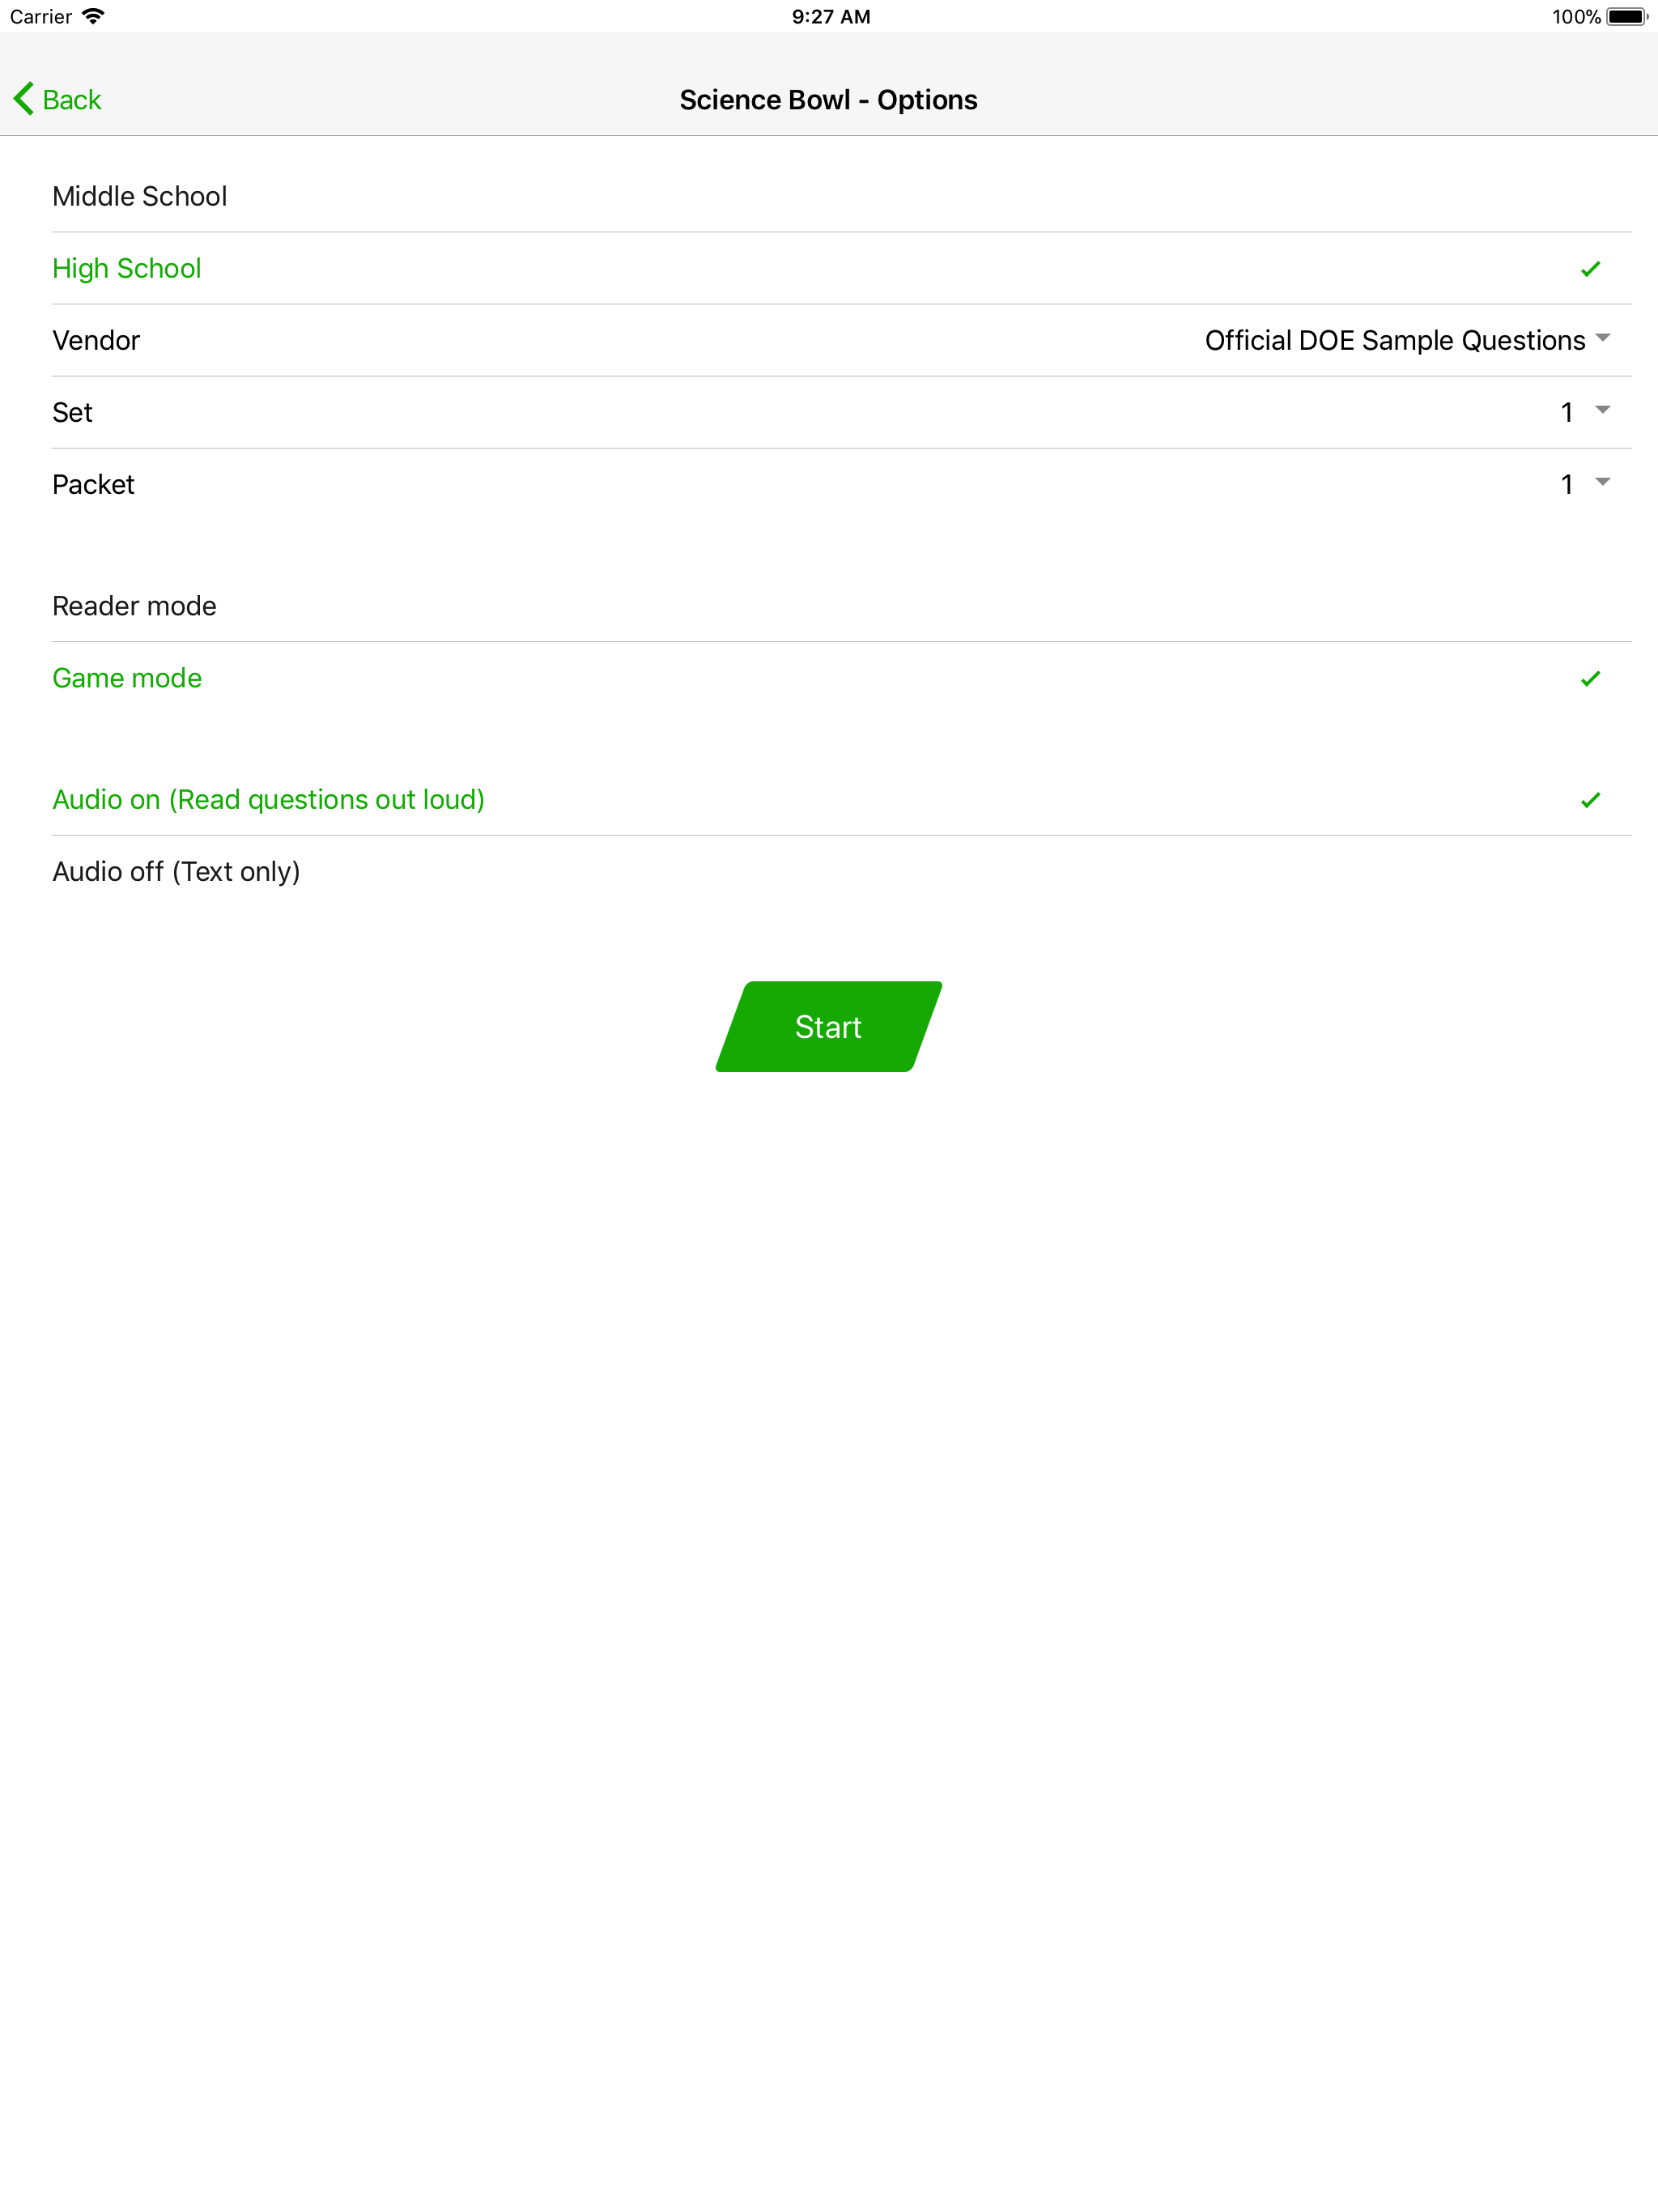 Carrier 9:27 AM 100%
Back Science Bowl - Options
Middle School
High School
Vendor Official DOE Sample Questions
Set 1
Packet 1
Reader mode
Game mode
Audio on (Read questions out loud)
Audio off (Text only)
Start